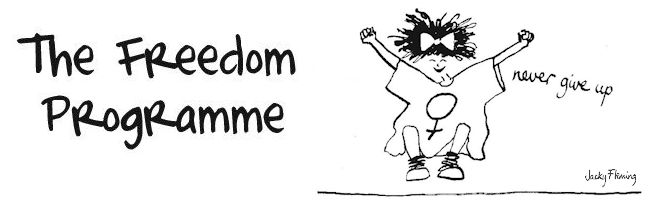 The Freedom
Programme
never give up
Jacky Fleming